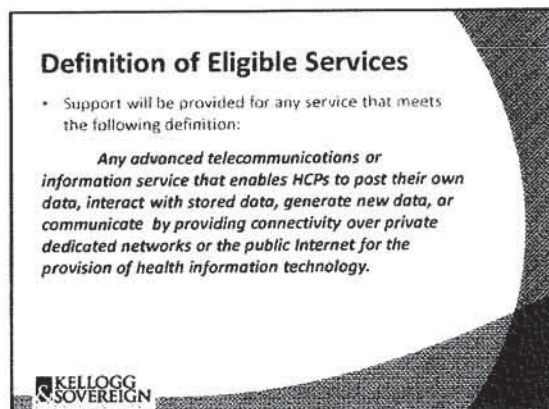 Definition of Eligible Services
• Support will be provided for any service that meets
the following definition:
Any advanced telecommunications or
information service that enables HCPs to post their own
data, interact with stored data, generate new data, or
communicate by providing connectivity over private
dedicated networks or the public Internet for the
provision of health information technology.
KELLOGG
& SOVEREIGN